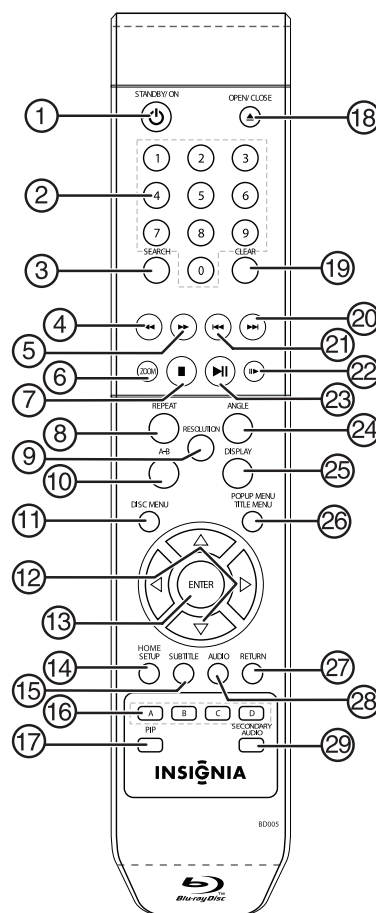 STANDBY/ ON
OPEN/ CLOSE
1
18
1 2 3
2
4 5 6
7 8 9
SEARCH
0
CLEAR
3
19
4
20
5
21
6
ZOOM
22
7
23
REPEAT
ANGLE
8
RESOLUTION
24
9
A-B
DISPLAY
10
25
DISC MENU
POPUP MENU
TITLE MENU
11
26
12
ENTER
13
HOME
SETUP
SUBTITLE
AUDIO
RETURN
14
27
15
28
16
A B C D
PIP
SECONDARY
AUDIO
17
29
INSIGNIA
BD005
Blu-ray Disc
TM